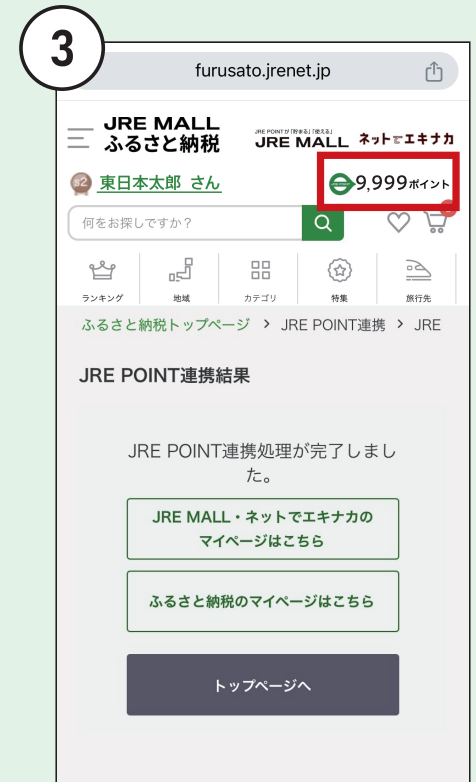 3
furusato.jrenet.jp
JRE MALL
ふるさと納税
JRE POINTが「貯まる」「使える」
JRE MALL
ネットでエキナカ
東日本太郎 さん
9,999ポイント
何をお探しですか？
ランキング
地域
カテゴリ
特集
旅行先
ふるさと納税トップページ > JRE POINT連携 > JRE
JRE POINT連携結果
JRE POINT連携処理が完了しまし
た。
JRE MALL・ネットでエキナカの
マイページはこちら
ふるさと納税のマイページはこちら
トップページへ